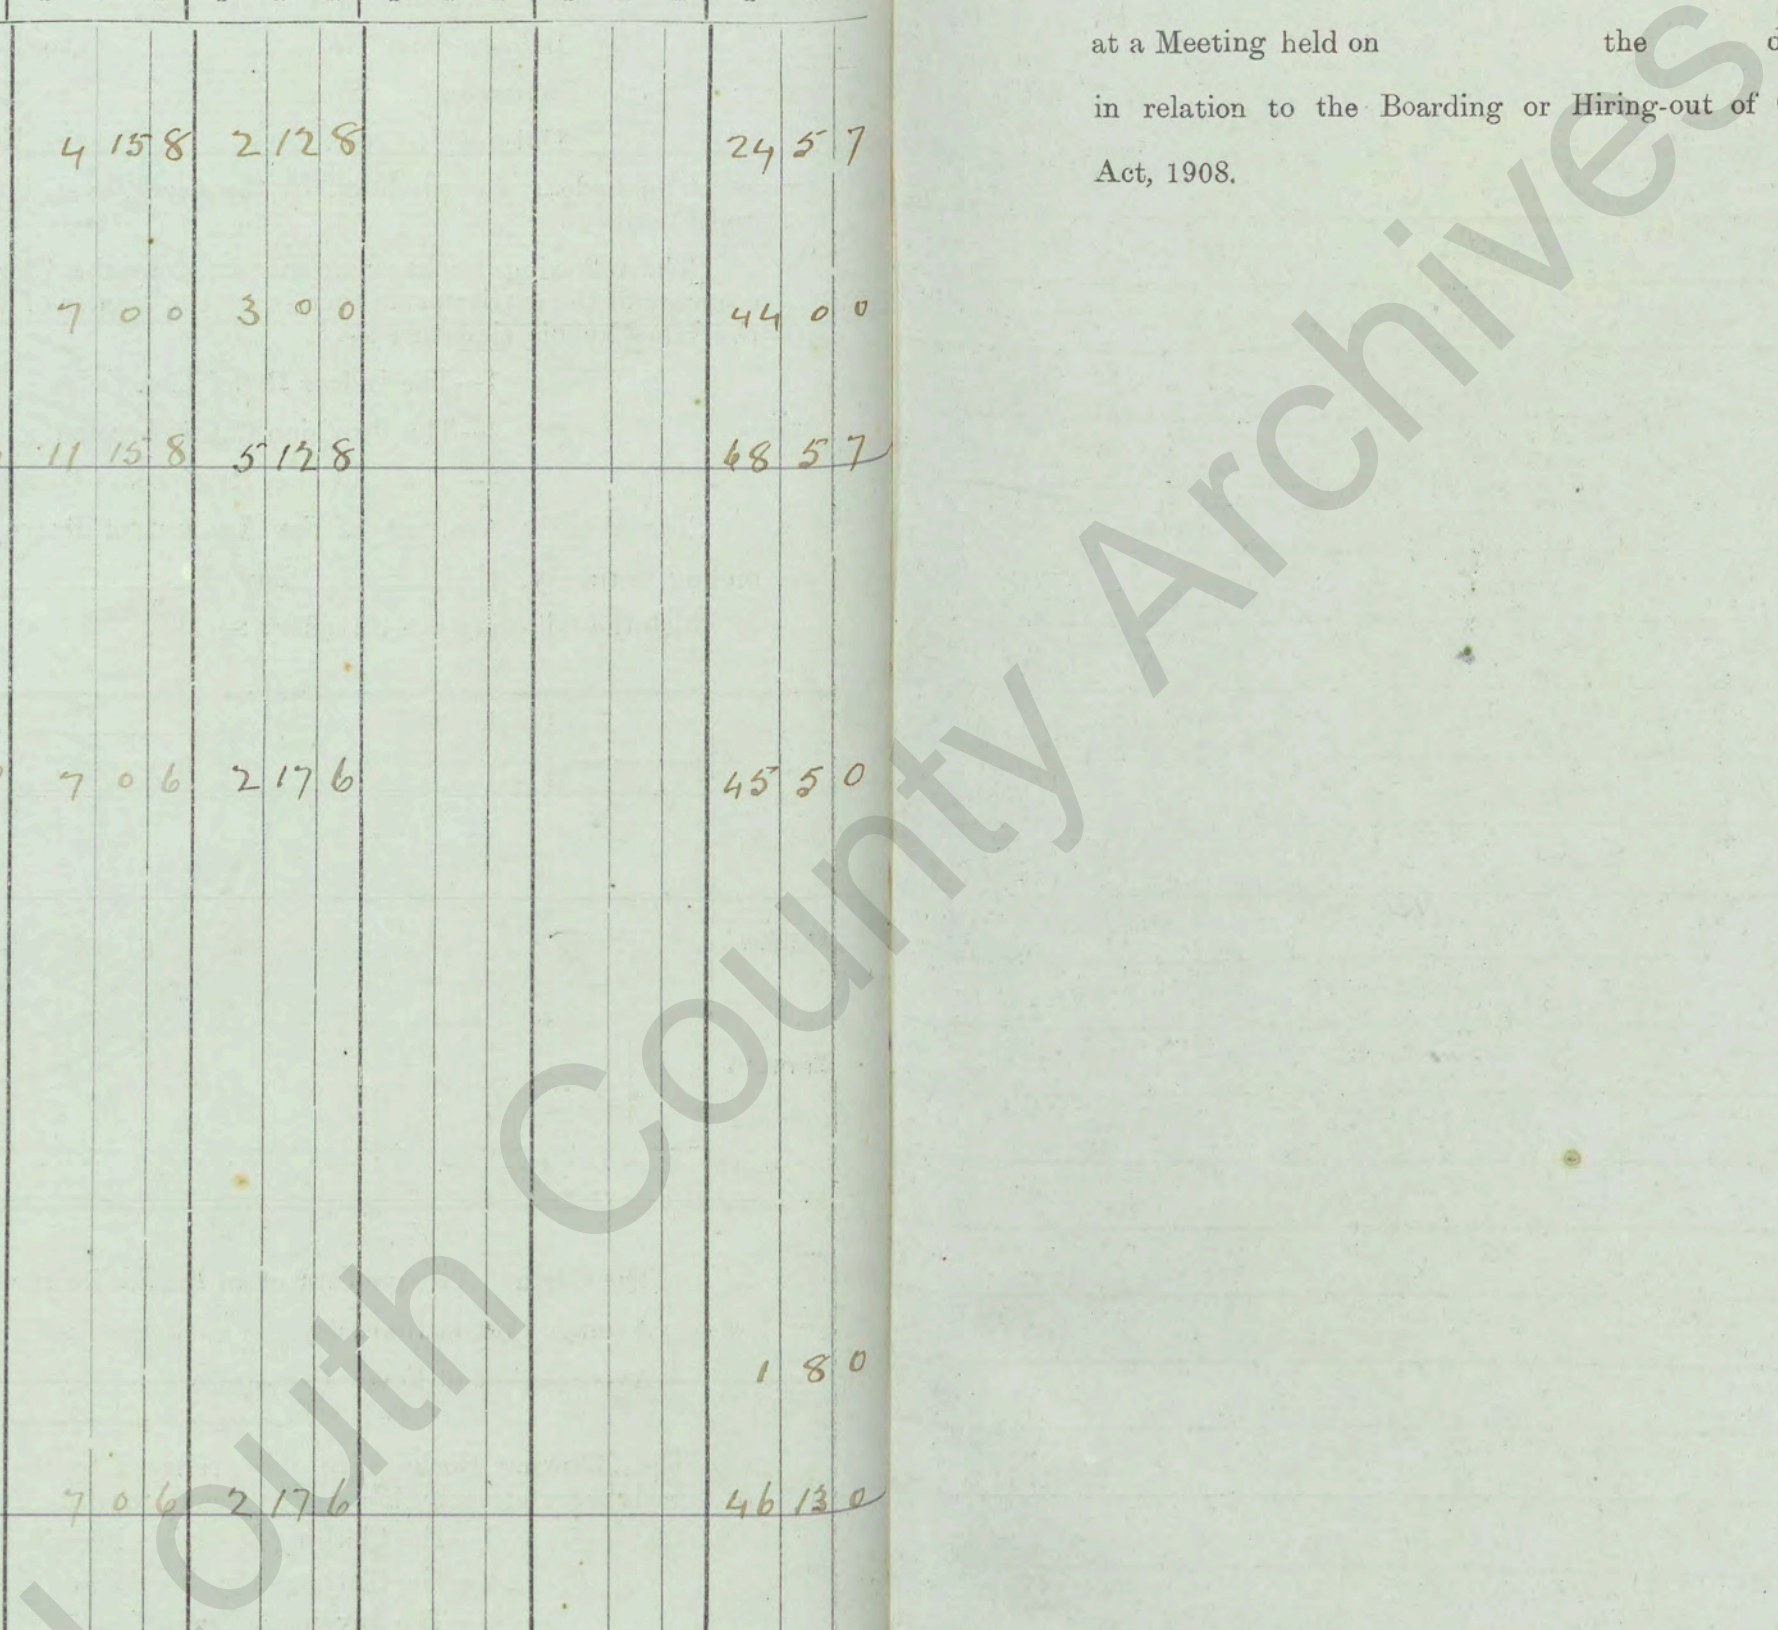 4 15 8 2 12 8 24 5 7
7 0 0 3 0 0 44 0 0
11 15 8 5 12 8 68 5 7
7 0 6 2 17 6 45 5 0
1 8 0
7 0 6 2 17 6 46 13 0
at a Meeting held on the
in relation to the Boarding or Hiring-out of
Act, 1908.
Louth County Archives